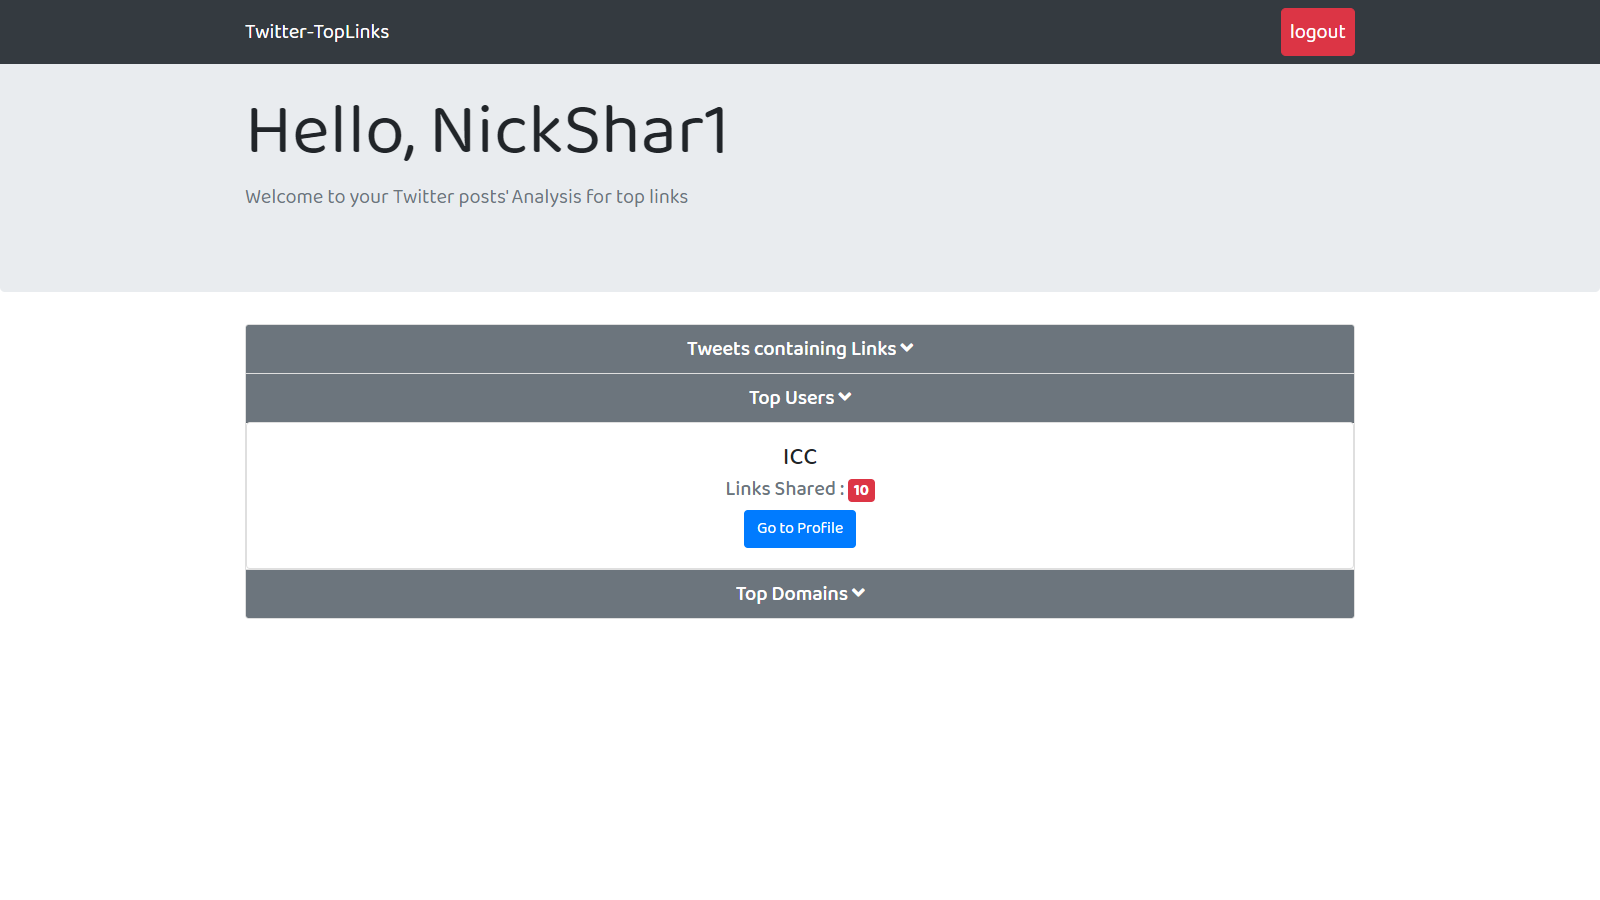 Twitter-TopLinks
logout
Hello, NickShar1
Welcome to your Twitter posts' Analysis for top links
Tweets containing Links
Top Users
ICC
Links Shared : 10
Go to Profile
Top Domains